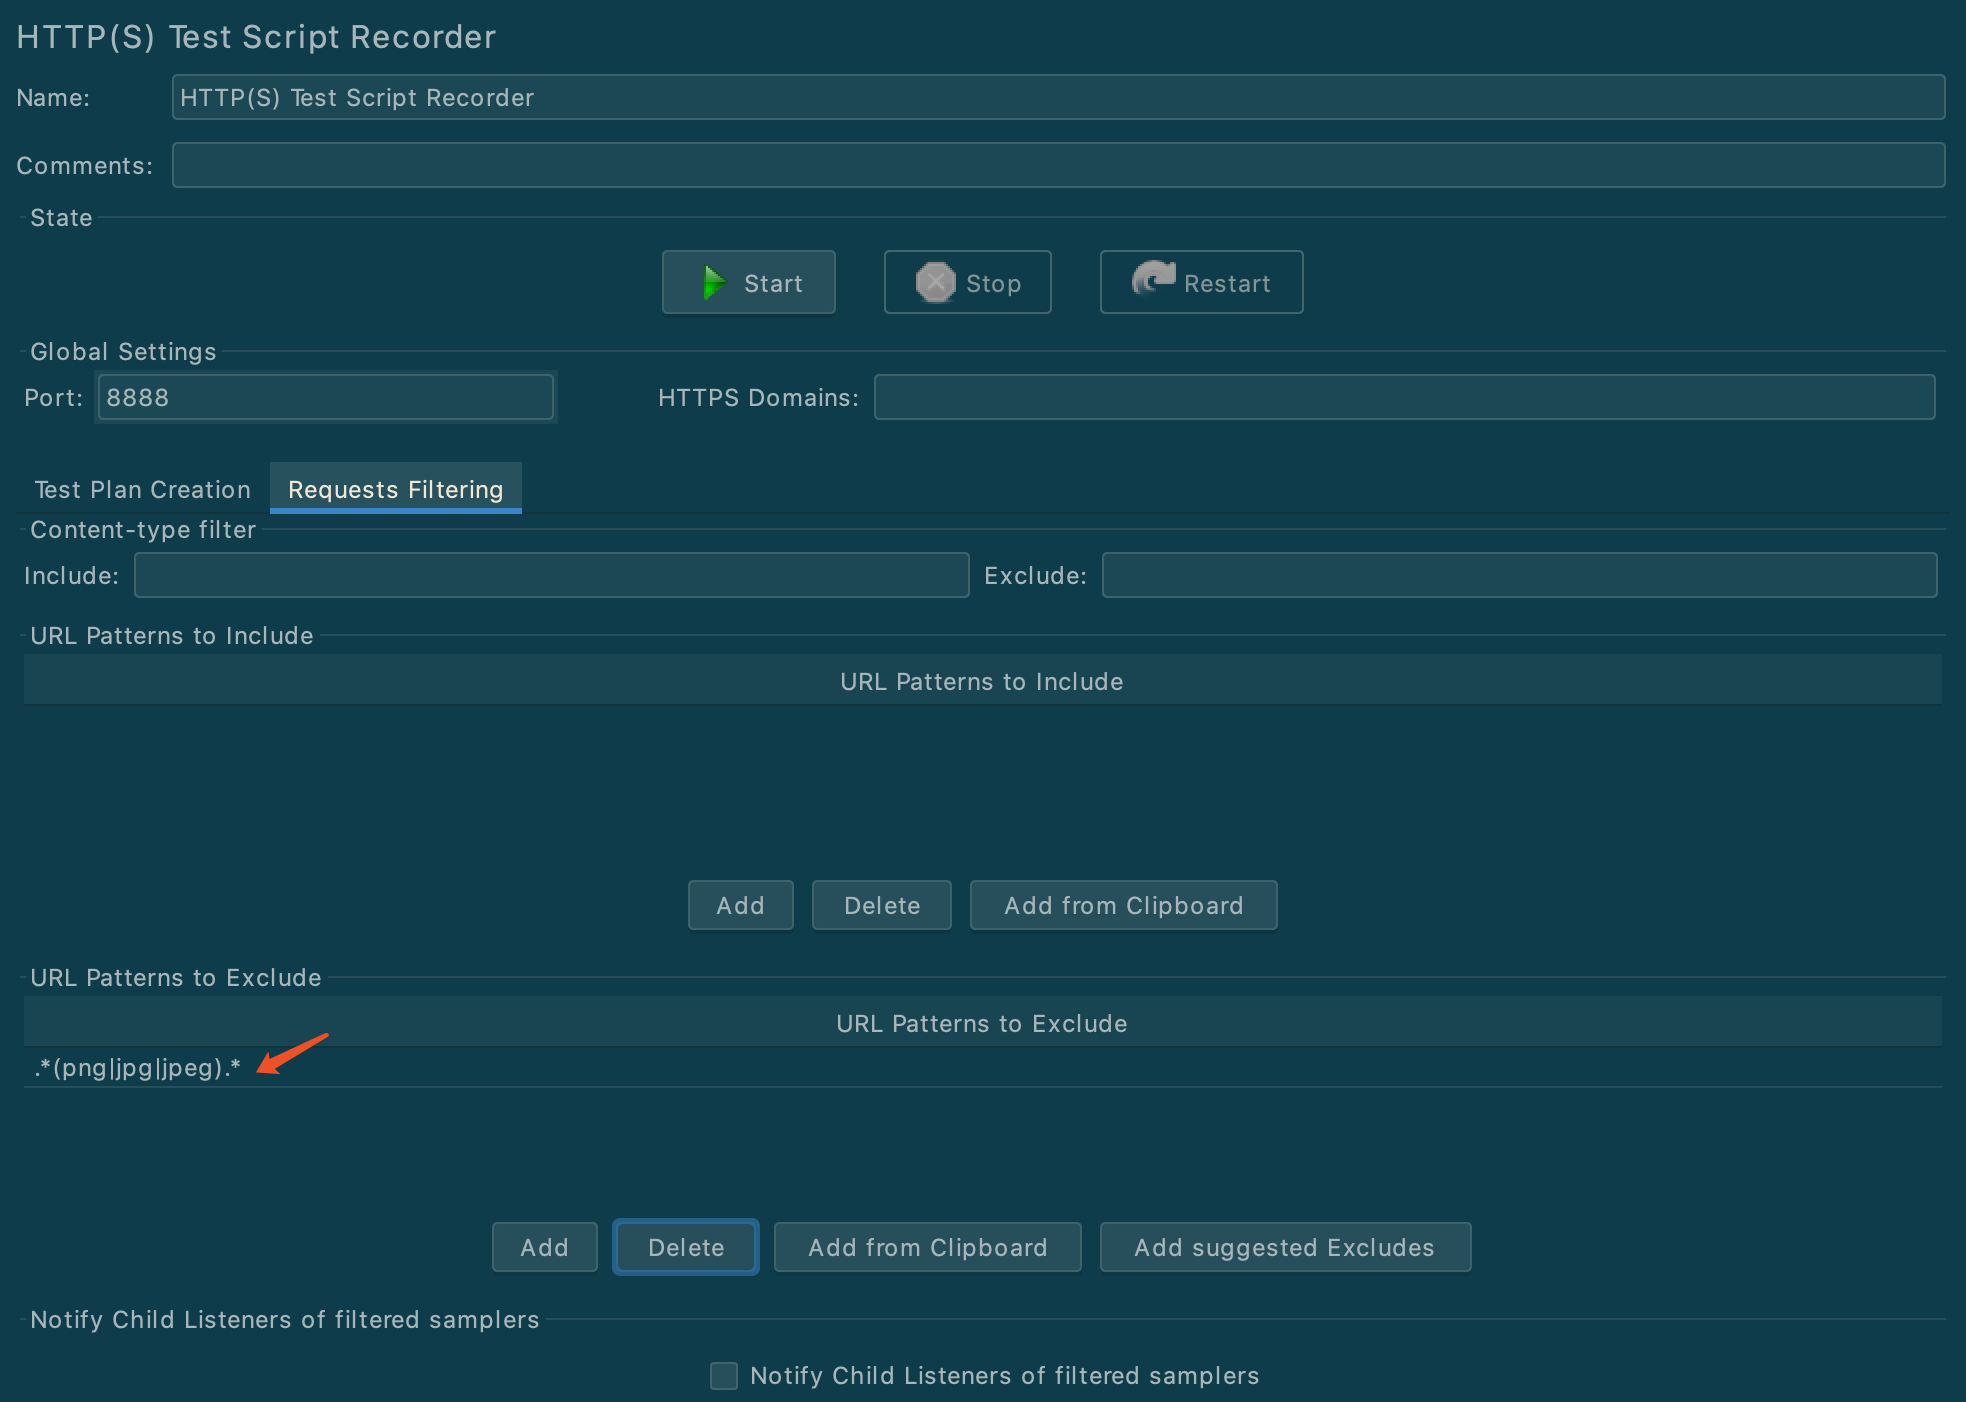 HTTP(S) Test Script Recorder
Name: HTTP(S) Test Script Recorder
Comments:
State
Start Stop Restart
Global Settings
Port: 8888 HTTPS Domains:
Test Plan Creation Requests Filtering
Content-type filter
Include: Exclude:
URL Patterns to Include
URL Patterns to Include
Add Delete Add from Clipboard
URL Patterns to Exclude
URL Patterns to Exclude
.*(png|jpg|jpeg).*
Add Delete Add from Clipboard Add suggested Excludes
Notify Child Listeners of filtered samplers
Notify Child Listeners of filtered samplers